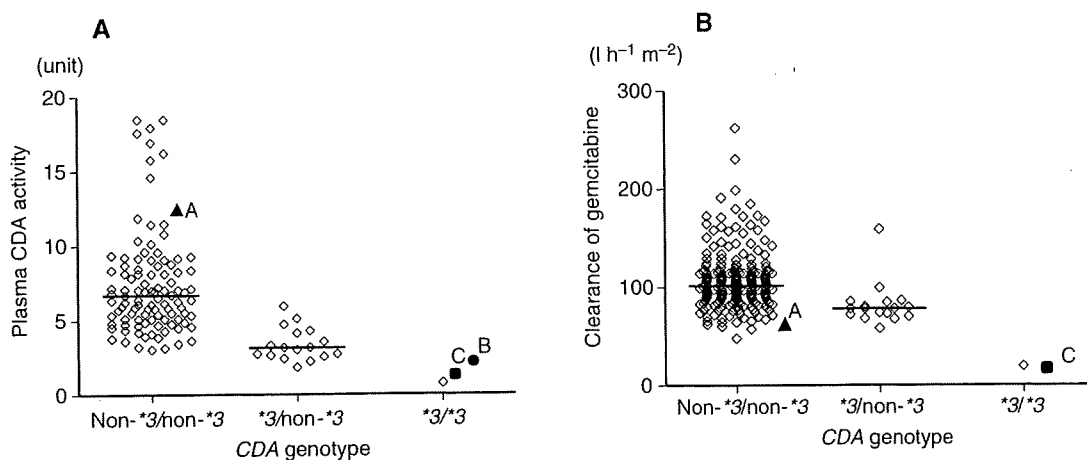 A
(unit)
20
15
10
5
0
Plasma CDA activity
A
C
B
Non-*3/non-*3
*3/non-*3
*3/*3
CDA genotype
B
(l h⁻¹ m⁻²)
300
200
100
0
Clearance of gemcitabine
A
C
Non-*3/non-*3
*3/non-*3
*3/*3
CDA genotype